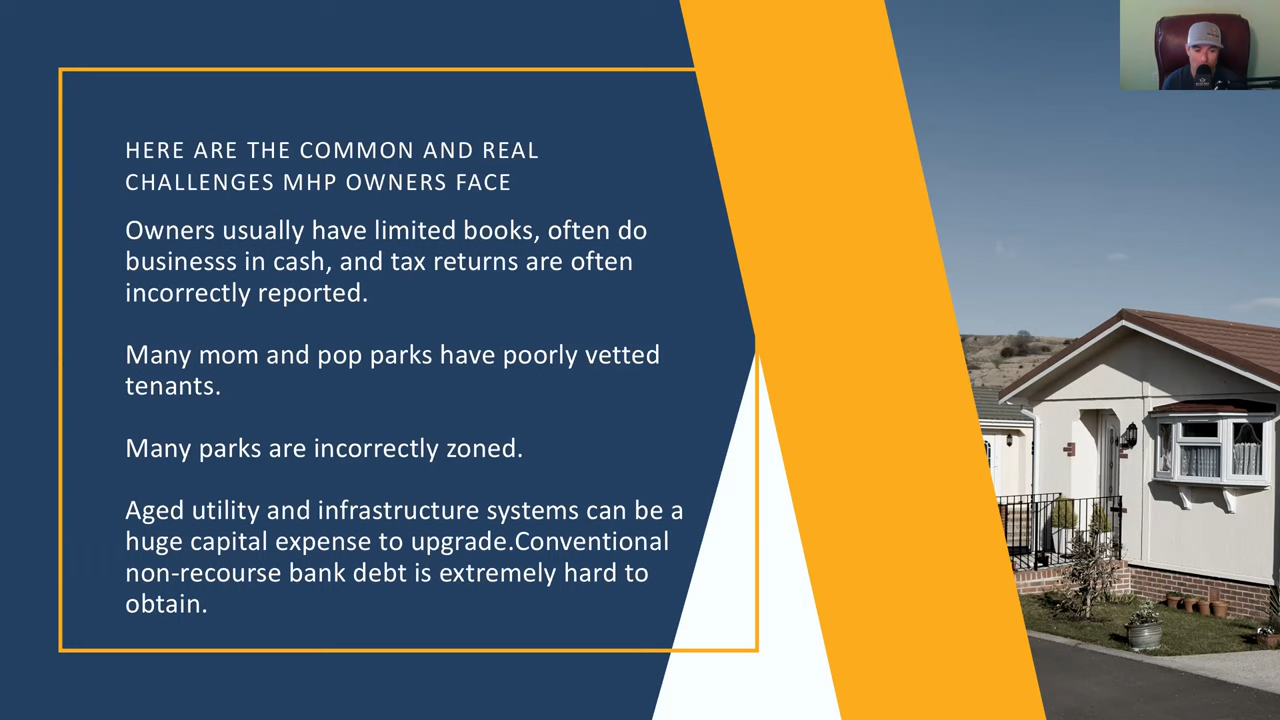 HERE ARE THE COMMON AND REAL
CHALLENGES MHP OWNERS FACE
Owners usually have limited books, often do
businesss in cash, and tax returns are often
incorrectly reported.
Many mom and pop parks have poorly vetted
tenants.
Many parks are incorrectly zoned.
Aged utility and infrastructure systems can be a
huge capital expense to upgrade.Conventional
non-recourse bank debt is extremely hard to
obtain.